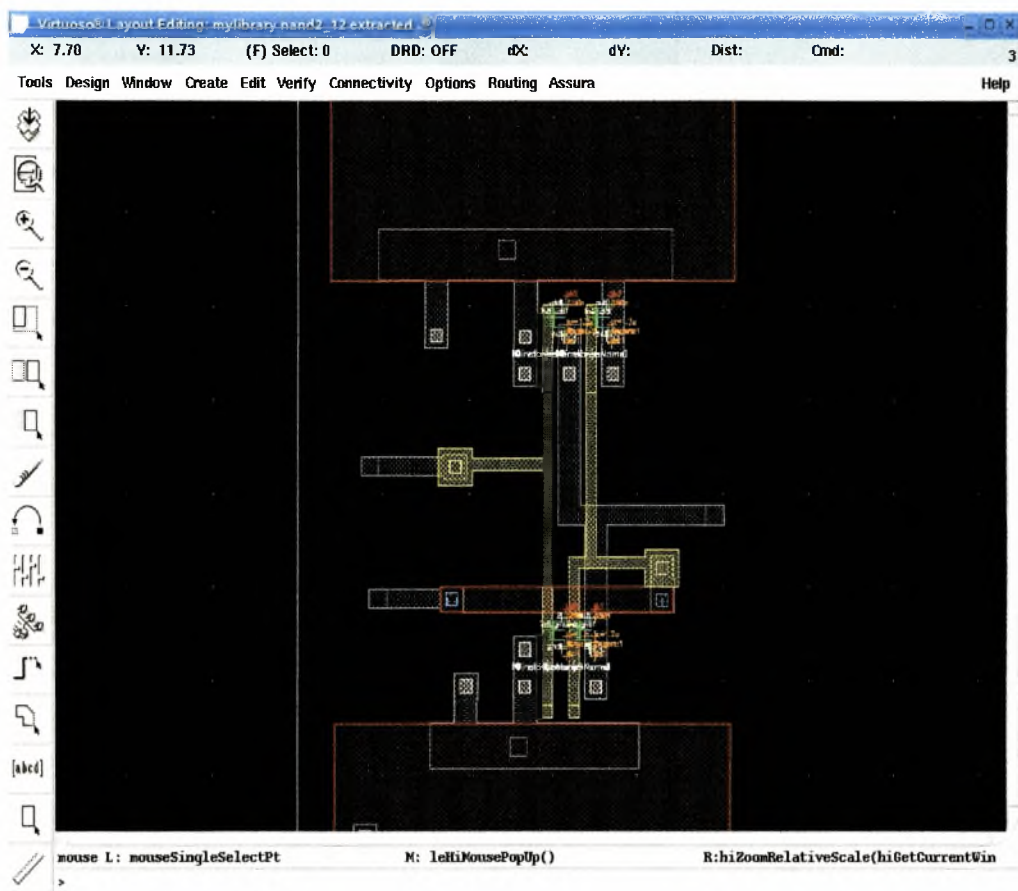 Virtuoso® Layout Editing: mylibrary nand2_12 extracted
X: 7.70 Y: 11.73 (F) Select: 0 DRD: OFF dX: dY: Dist: Cmd:
3
Tools Design Window Create Edit Verify Connectivity Options Routing Assura Help
[abcd]
mouse L: mouseSingleSelectPt M: leHiMousePopUp() R:hiZoomRelativeScale(hiGetCurrentWin
>